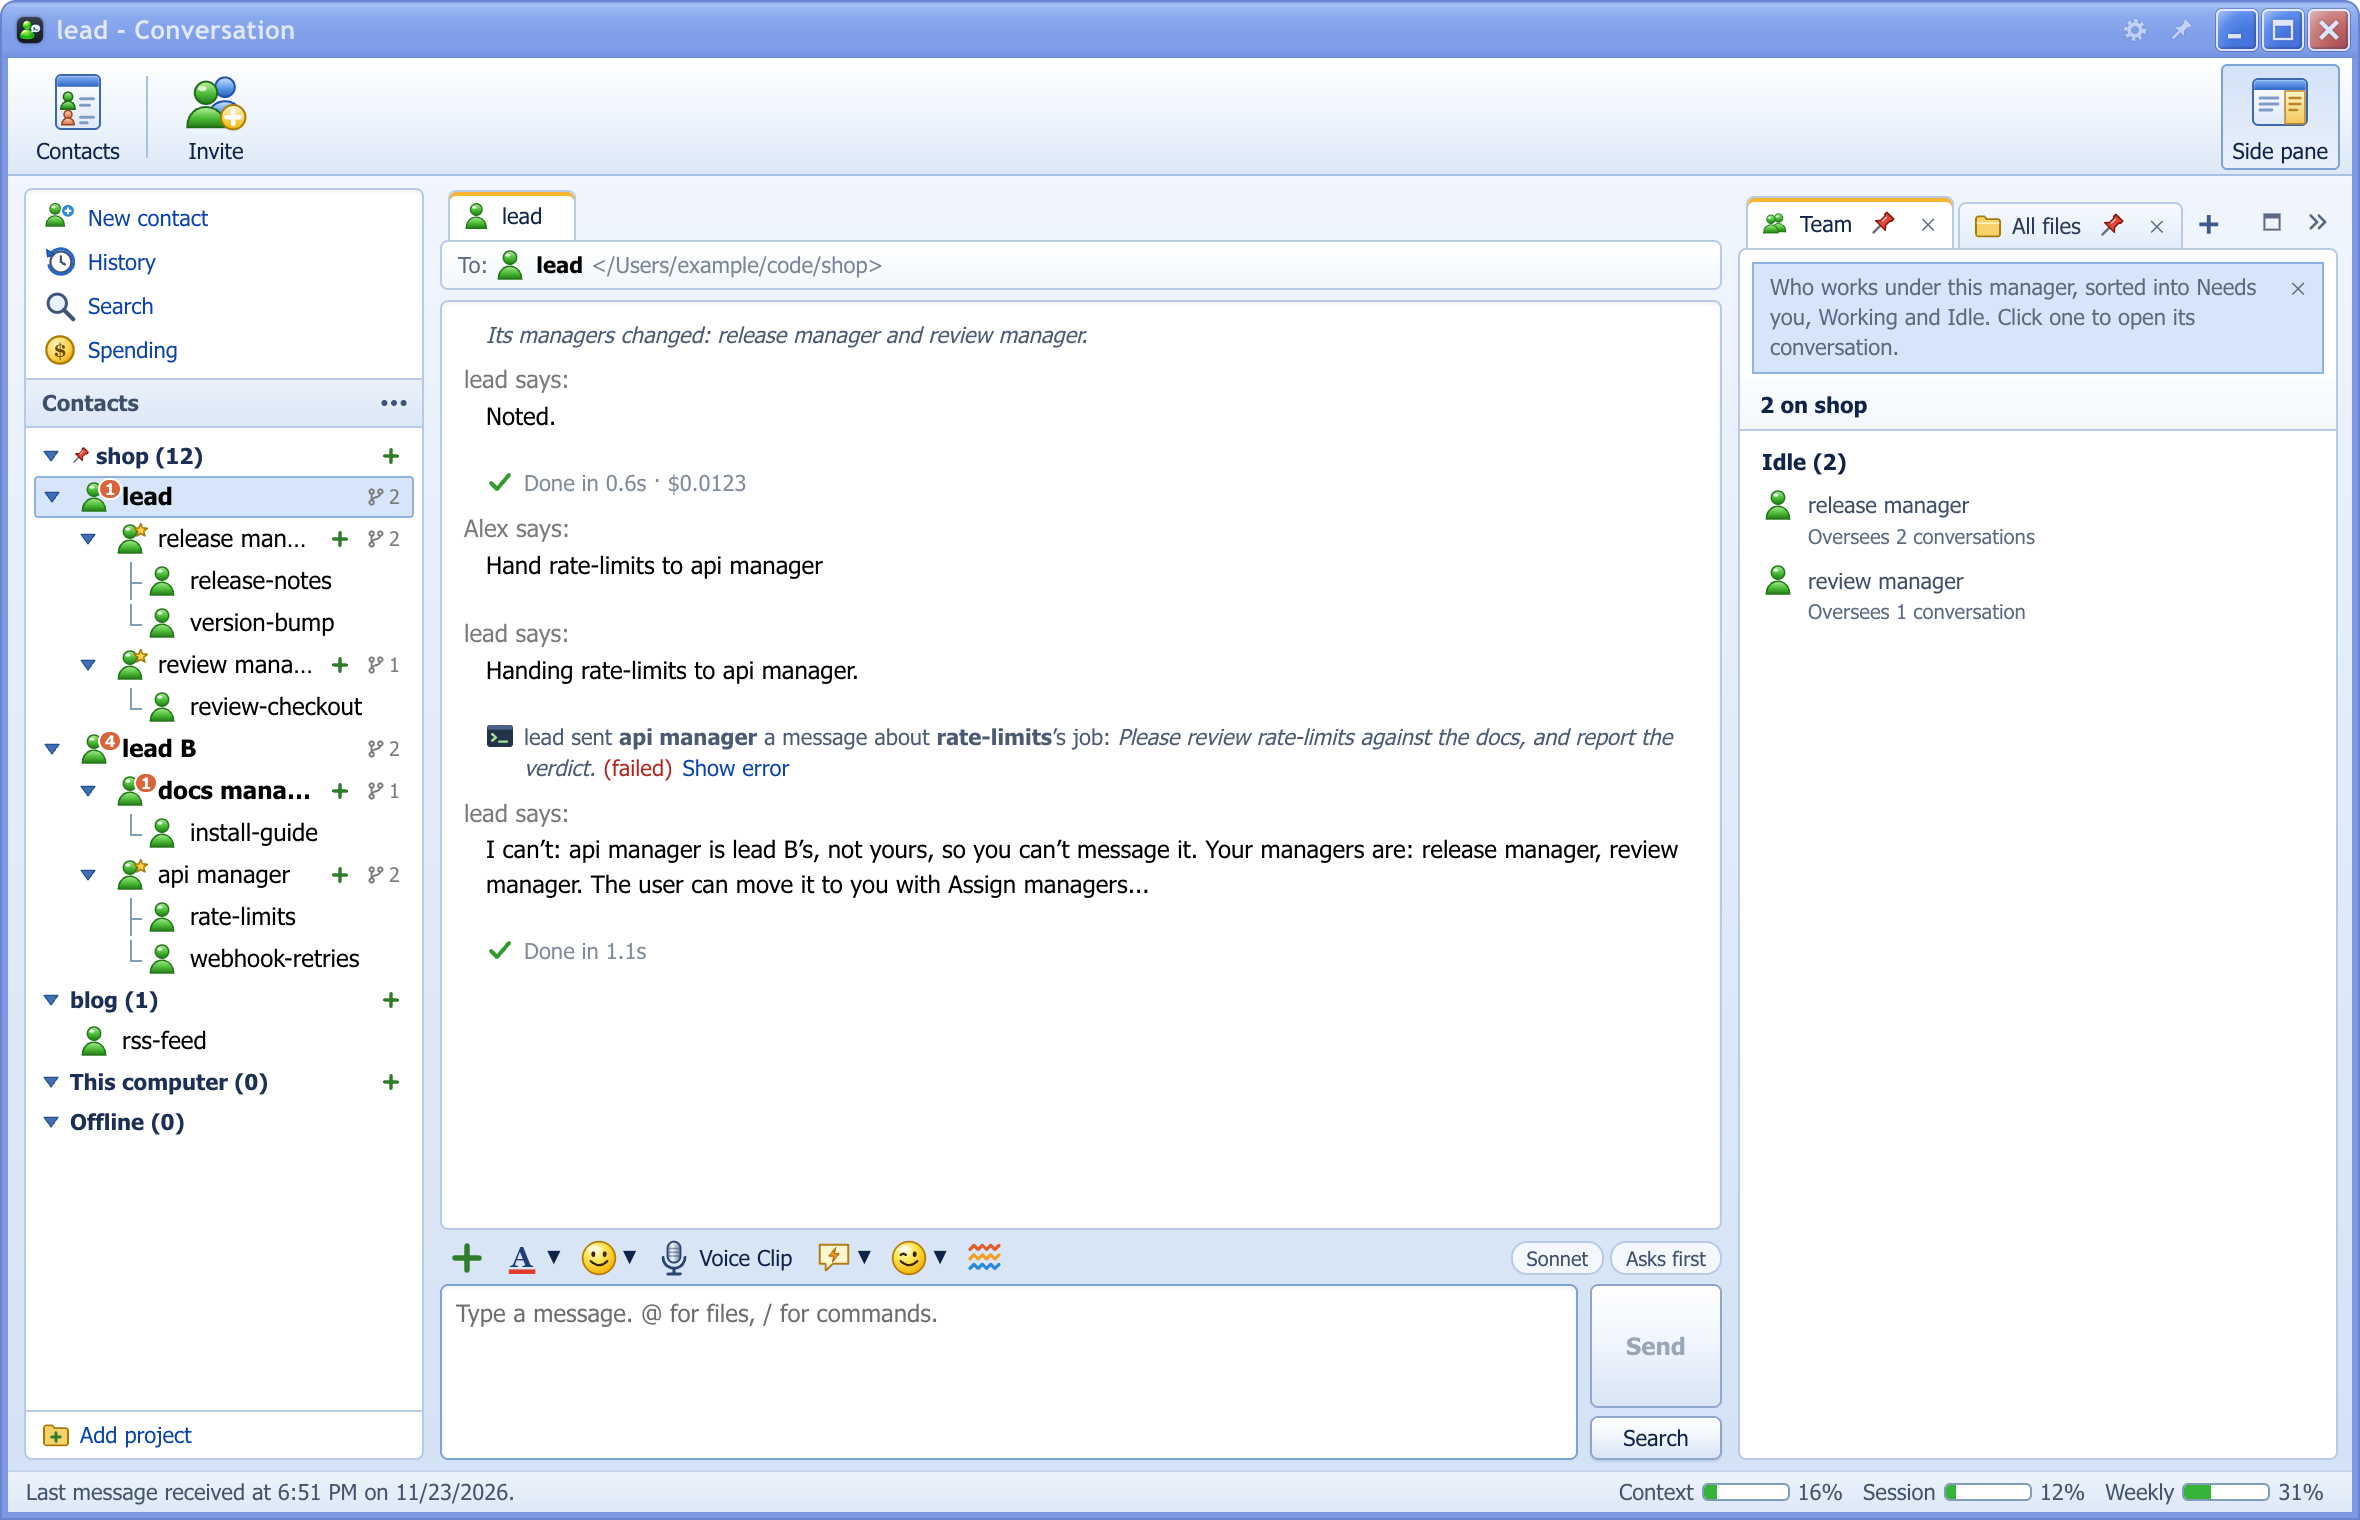 lead - Conversation
Contacts
Invite
Side pane
New contact
History
Search
Spending
Contacts
shop (12)
1
lead
2
release man...
2
release-notes
version-bump
review mana...
1
review-checkout
4
lead B
2
1
docs mana...
1
install-guide
api manager
2
rate-limits
webhook-retries
blog (1)
rss-feed
This computer (0)
Offline (0)
Add project
lead
To: lead </Users/example/code/shop>
Its managers changed: release manager and review manager.
lead says:
Noted.
Done in 0.6s · $0.0123
Alex says:
Hand rate-limits to api manager
lead says:
Handing rate-limits to api manager.
lead sent api manager a message about rate-limits’s job: Please review rate-limits against the docs, and report the
verdict. (failed) Show error
lead says:
I can’t: api manager is lead B’s, not yours, so you can’t message it. Your managers are: release manager, review
manager. The user can move it to you with Assign managers...
Done in 1.1s
A
Voice Clip
Sonnet
Asks first
Type a message. @ for files, / for commands.
Send
Search
Team
All files
Who works under this manager, sorted into Needs
you, Working and Idle. Click one to open its
conversation.
2 on shop
Idle (2)
release manager
Oversees 2 conversations
review manager
Oversees 1 conversation
Last message received at 6:51 PM on 11/23/2026.
Context 16% Session 12% Weekly 31%